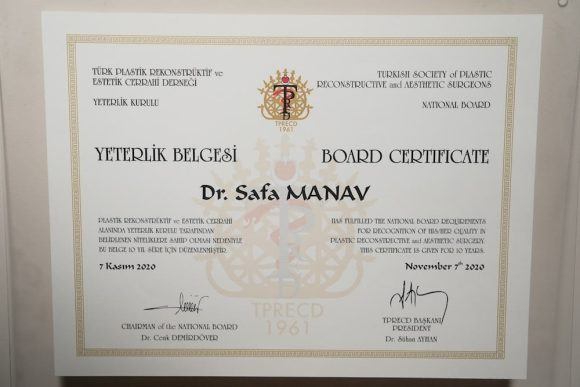 TÜRK PLASTİK REKONSTRÜKTİF ve
ESTETİK CERRAHİ DERNEĞİ
YETERLİK KURULU
TPRECD
1961
TURKISH SOCIETY of PLASTIC
RECONSTRUCTIVE and AESTHETIC SURGEONS
NATIONAL BOARD
YETERLİK BELGESİ
BOARD CERTIFICATE
Dr. Safa MANAV
PLASTİK REKONSTRÜKTİF ve ESTETİK CERRAHİ
ALANINDA YETERLİK KURULU TARAFINDAN
BELİRLENEN NİTELİKLERE SAHİP OLMASI NEDENİYLE
BU BELGE 10 YIL SÜRE İÇİN DÜZENLENMİŞTİR.
7 Kasım 2020
HAS FULFILLED THE NATIONAL BOARD REQUIREMENTS
FOR RECOGNITION OF HIS/HER QUALITY IN
PLASTIC RECONSTRUCTIVE and AESTHETIC SURGERY.
THIS CERTIFICATE IS GIVEN FOR 10 YEARS.
November 7th 2020
TPRECD
1961
CHAIRMAN of the NATIONAL BOARD
Dr. Cenk DEMİRDÖVER
TPRECD BAŞKANI
PRESIDENT
Dr. Sühan AYHAN